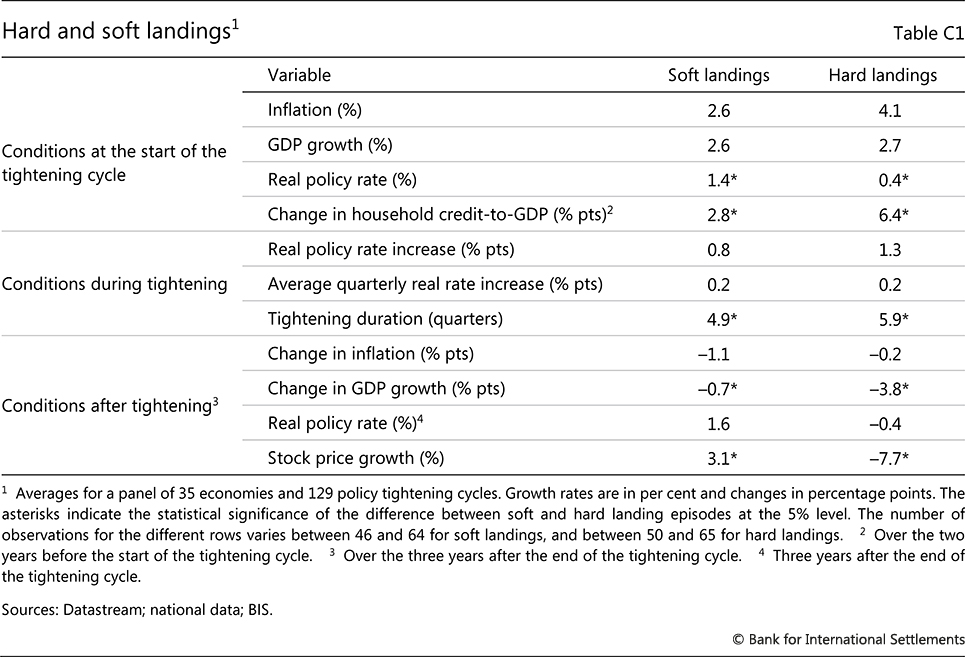 Hard and soft landings1 Table C1
Variable Soft landings Hard landings
Conditions at the start of the
tightening cycle
Inflation (%) 2.6 4.1
GDP growth (%) 2.6 2.7
Real policy rate (%) 1.4* 0.4*
Change in household credit-to-GDP (% pts)2 2.8* 6.4*
Conditions during tightening
Real policy rate increase (% pts) 0.8 1.3
Average quarterly real rate increase (% pts) 0.2 0.2
Tightening duration (quarters) 4.9* 5.9*
Conditions after tightening3
Change in inflation (% pts) –1.1 –0.2
Change in GDP growth (% pts) –0.7* –3.8*
Real policy rate (%)4 1.6 –0.4
Stock price growth (%) 3.1* –7.7*
1 Averages for a panel of 35 economies and 129 policy tightening cycles. Growth rates are in per cent and changes in percentage points. The
asterisks indicate the statistical significance of the difference between soft and hard landing episodes at the 5% level. The number of
observations for the different rows varies between 46 and 64 for soft landings, and between 50 and 65 for hard landings. 2 Over the two
years before the start of the tightening cycle. 3 Over the three years after the end of the tightening cycle. 4 Three years after the end of
the tightening cycle.
Sources: Datastream; national data; BIS.
© Bank for International Settlements